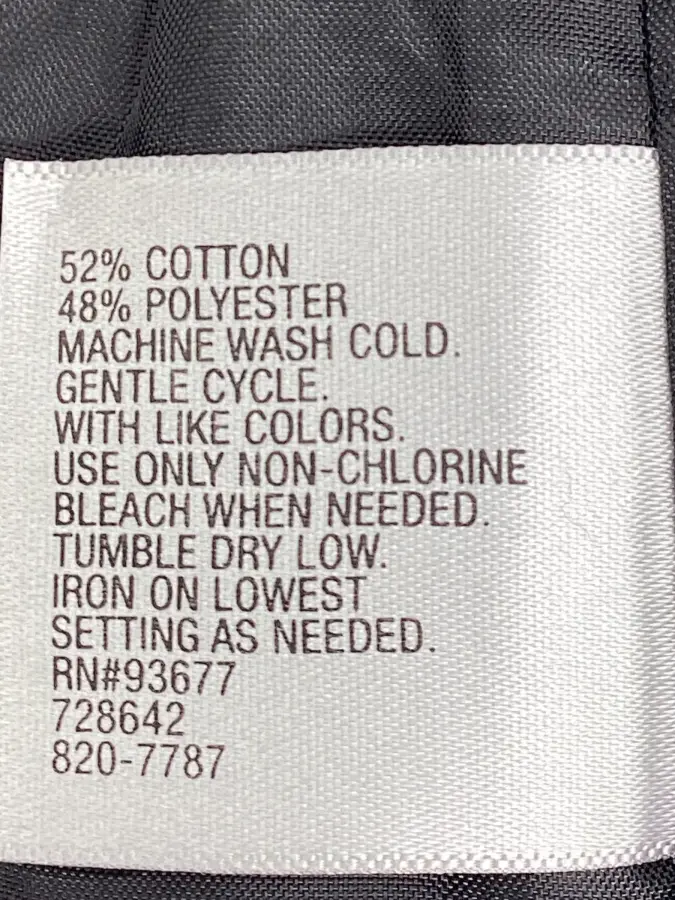 52% COTTON
48% POLYESTER
MACHINE WASH COLD.
GENTLE CYCLE.
WITH LIKE COLORS.
USE ONLY NON-CHLORINE
BLEACH WHEN NEEDED.
TUMBLE DRY LOW.
IRON ON LOWEST
SETTING AS NEEDED.
RN#93677
728642
820-7787